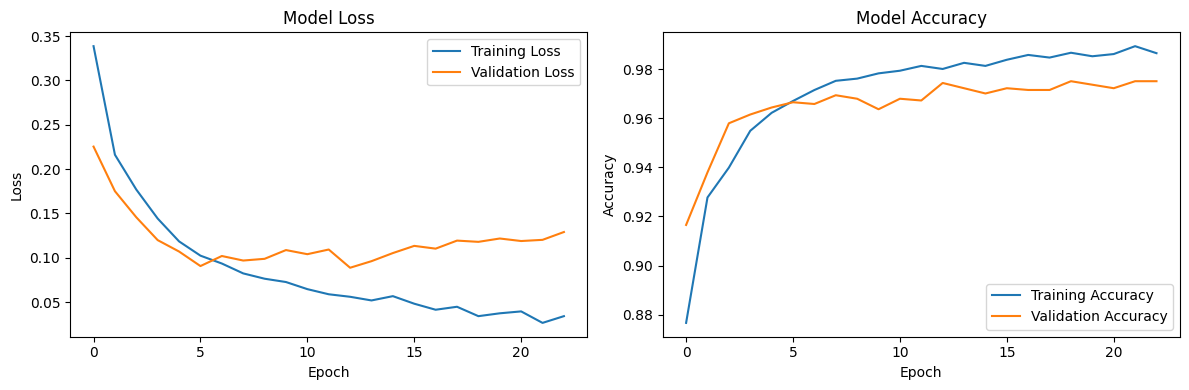 Model Loss
Loss
0.35
0.30
0.25
0.20
0.15
0.10
0.05
Training Loss
Validation Loss
0 5 10 15 20
Epoch
Model Accuracy
Accuracy
0.98
0.96
0.94
0.92
0.90
0.88
Training Accuracy
Validation Accuracy
0 5 10 15 20
Epoch